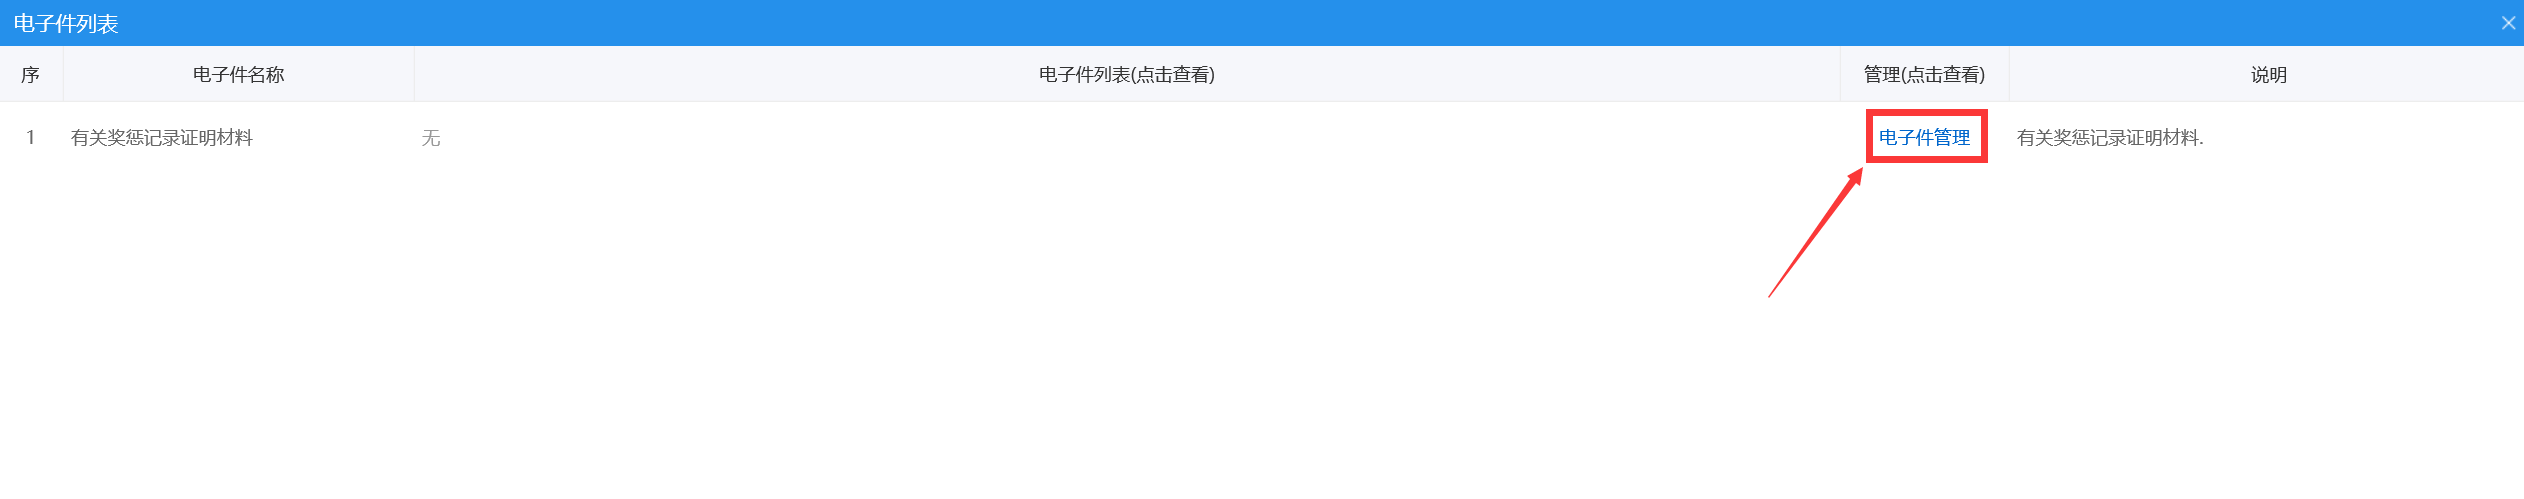 电子件列表
序 电子件名称 电子件列表(点击查看) 管理(点击查看) 说明
1 有关奖惩记录证明材料 无 电子件管理 有关奖惩记录证明材料.